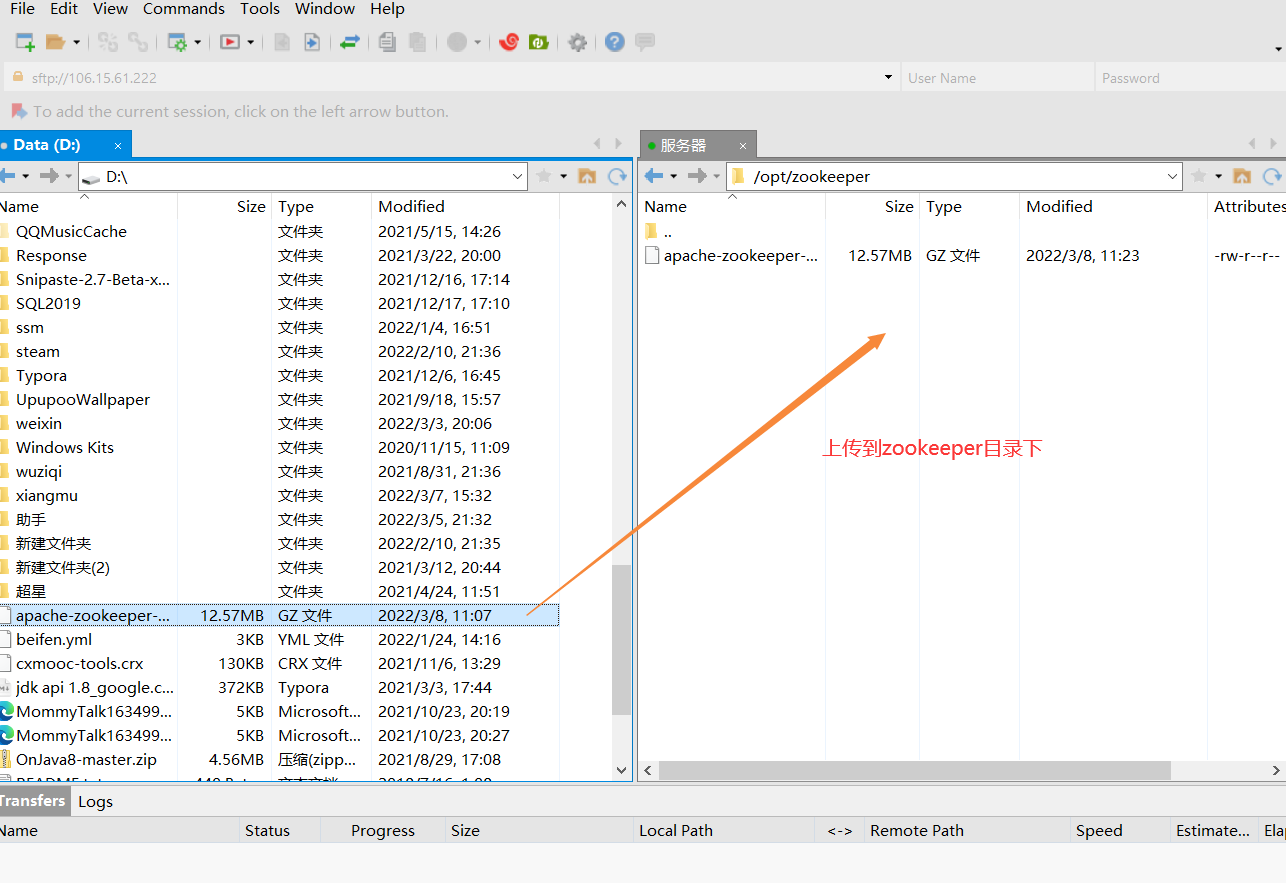 File Edit View Commands Tools Window Help
sftp://106.15.61.222 User Name Password
To add the current session, click on the left arrow button.
Data (D:)
D:\
Name Size Type Modified
QQMusicCache 文件夹 2021/5/15, 14:26
Response 文件夹 2021/3/22, 20:00
Snipaste-2.7-Beta-x... 文件夹 2021/12/16, 17:14
SQL2019 文件夹 2021/12/17, 17:10
ssm 文件夹 2022/1/4, 16:51
steam 文件夹 2022/2/10, 21:36
Typora 文件夹 2021/12/6, 16:45
UpupooWallpaper 文件夹 2021/9/18, 15:57
weixin 文件夹 2022/3/3, 20:06
Windows Kits 文件夹 2020/11/15, 11:09
wuziqi 文件夹 2021/8/31, 21:36
xiangmu 文件夹 2022/3/7, 15:32
助手 文件夹 2022/3/5, 21:32
新建文件夹 文件夹 2022/2/10, 21:35
新建文件夹(2) 文件夹 2021/3/12, 20:44
超星 文件夹 2021/4/24, 11:51
apache-zookeeper-... 12.57MB GZ 文件 2022/3/8, 11:07
beifen.yml 3KB YML 文件 2022/1/24, 14:16
cxmooc-tools.crx 130KB CRX 文件 2021/11/6, 13:29
jdk api 1.8_google.c... 372KB Typora 2021/3/3, 17:44
MommyTalk163499... 5KB Microsoft... 2021/10/23, 20:19
MommyTalk163499... 5KB Microsoft... 2021/10/23, 20:27
OnJava8-master.zip 4.56MB 压缩(zipp... 2021/8/29, 17:08
服务器
/opt/zookeeper
Name Size Type Modified Attributes
..
apache-zookeeper-... 12.57MB GZ 文件 2022/3/8, 11:23 -rw-r--r--
上传到zookeeper目录下
Transfers Logs
Name Status Progress Size Local Path <-> Remote Path Speed Estimate...